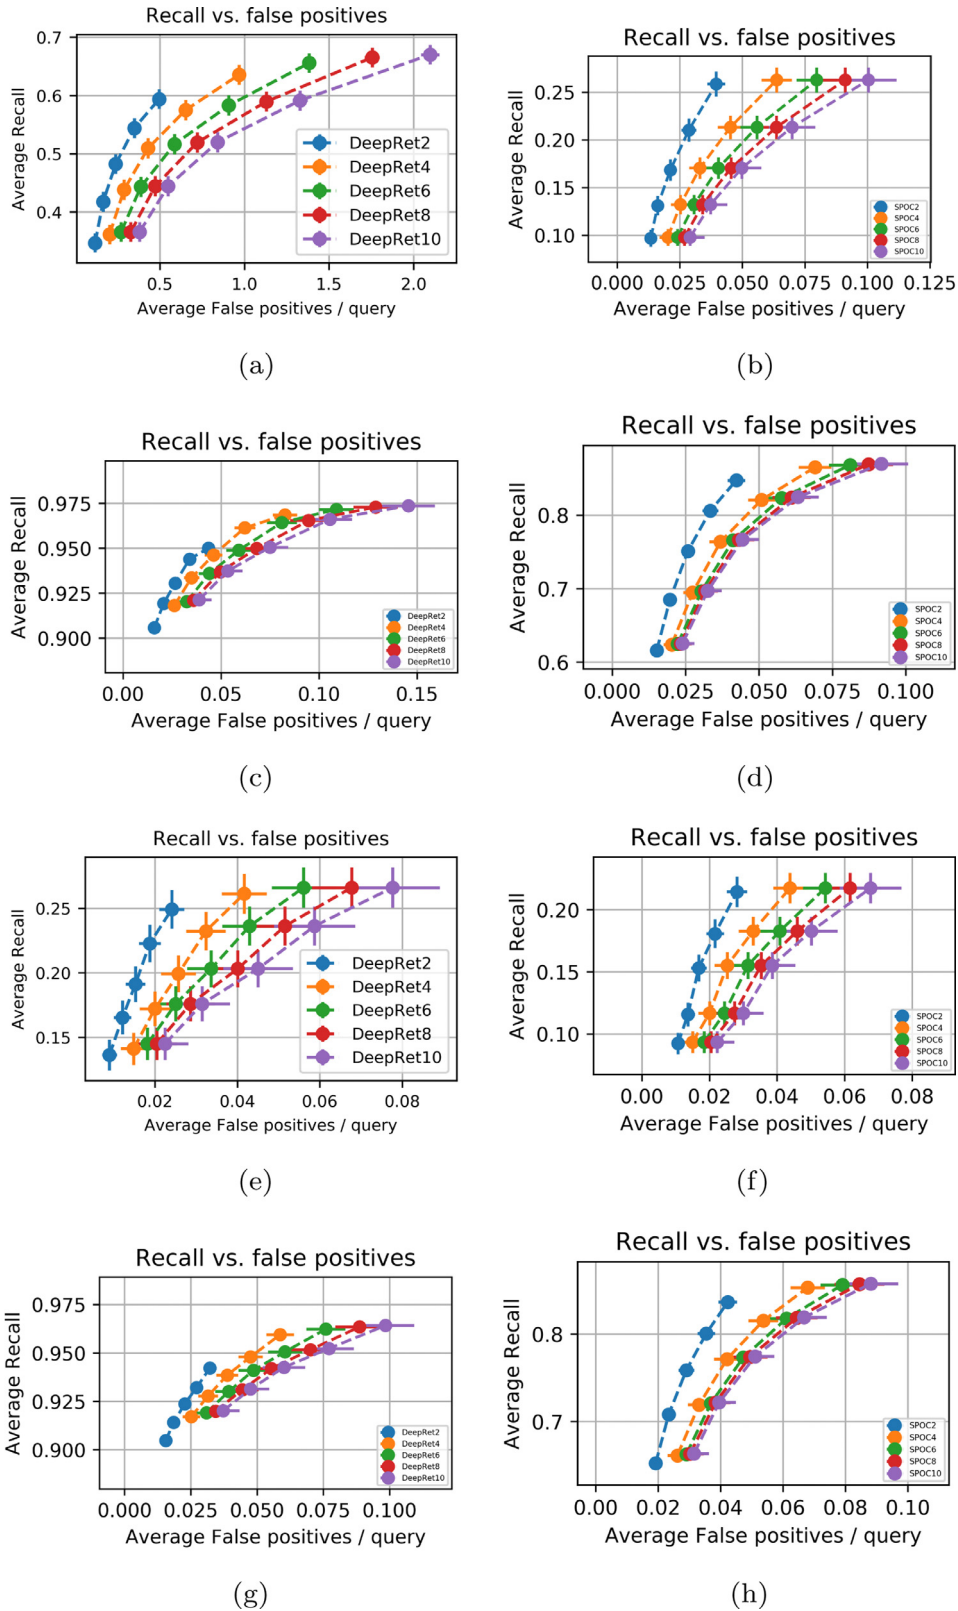 Recall vs. false positives
0.7
0.6
0.5
0.4
Average Recall
DeepRet2
DeepRet4
DeepRet6
DeepRet8
DeepRet10
0.5 1.0 1.5 2.0
Average False positives / query
(a)
Recall vs. false positives
0.25
0.20
0.15
0.10
Average Recall
SPOC2
SPOC4
SPOC6
SPOC8
SPOC10
0.000 0.025 0.050 0.075 0.100 0.125
Average False positives / query
(b)
Recall vs. false positives
0.975
0.950
0.925
0.900
Average Recall
DeepRet2
DeepRet4
DeepRet6
DeepRet8
DeepRet10
0.00 0.05 0.10 0.15
Average False positives / query
(c)
Recall vs. false positives
0.8
0.7
0.6
Average Recall
SPOC2
SPOC4
SPOC6
SPOC8
SPOC10
0.000 0.025 0.050 0.075 0.100
Average False positives / query
(d)
Recall vs. false positives
0.25
0.20
0.15
Average Recall
DeepRet2
DeepRet4
DeepRet6
DeepRet8
DeepRet10
0.02 0.04 0.06 0.08
Average False positives / query
(e)
Recall vs. false positives
0.20
0.15
0.10
Average Recall
SPOC2
SPOC4
SPOC6
SPOC8
SPOC10
0.00 0.02 0.04 0.06 0.08
Average False positives / query
(f)
Recall vs. false positives
0.975
0.950
0.925
0.900
Average Recall
DeepRet2
DeepRet4
DeepRet6
DeepRet8
DeepRet10
0.000 0.025 0.050 0.075 0.100
Average False positives / query
(g)
Recall vs. false positives
0.8
0.7
Average Recall
SPOC2
SPOC4
SPOC6
SPOC8
SPOC10
0.00 0.02 0.04 0.06 0.08 0.10
Average False positives / query
(h)